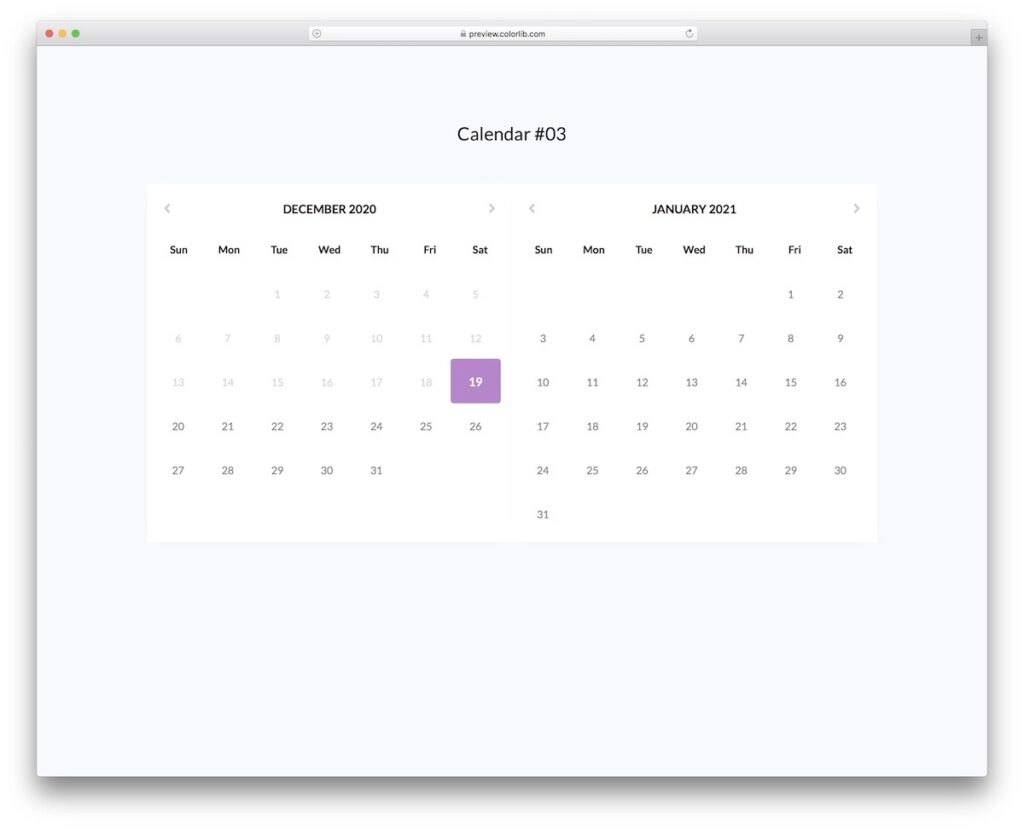 preview.colorlib.com
Calendar #03
DECEMBER 2020
Sun Mon Tue Wed Thu Fri Sat
1 2 3 4 5
6 7 8 9 10 11 12
13 14 15 16 17 18 19
20 21 22 23 24 25 26
27 28 29 30 31
JANUARY 2021
Sun Mon Tue Wed Thu Fri Sat
1 2
3 4 5 6 7 8 9
10 11 12 13 14 15 16
17 18 19 20 21 22 23
24 25 26 27 28 29 30
31